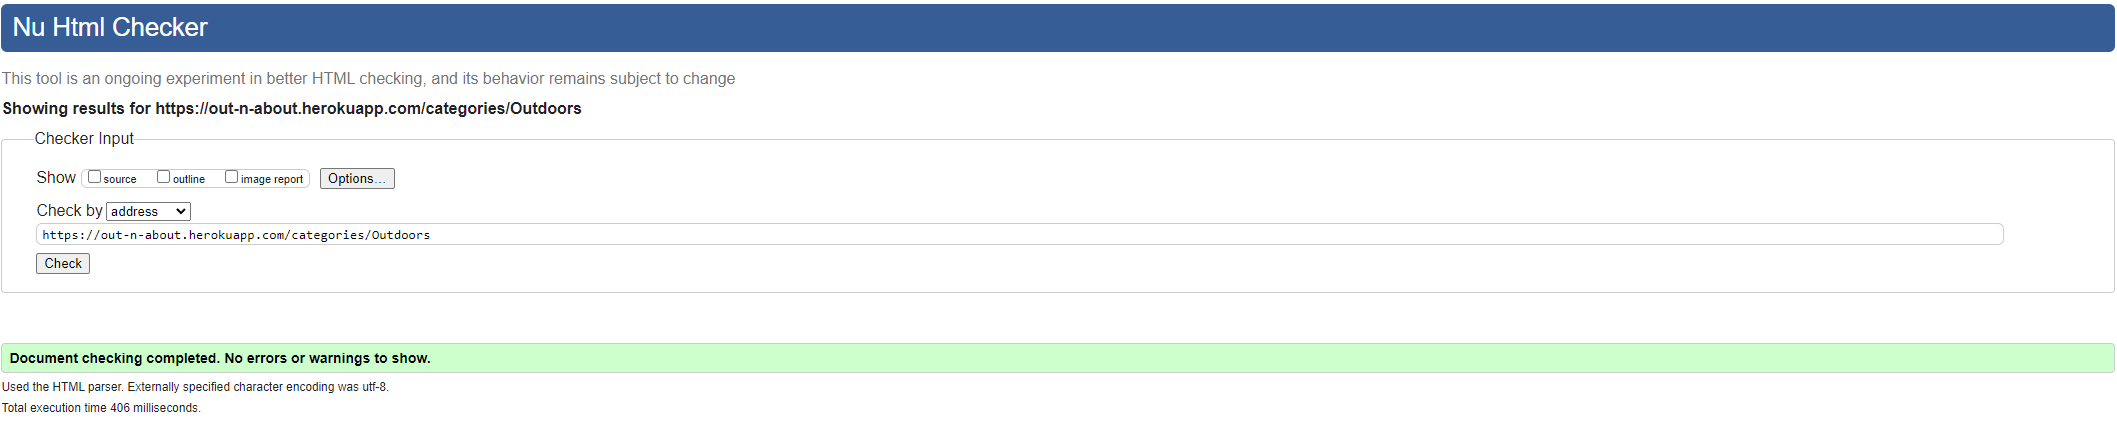 Nu Html Checker
This tool is an ongoing experiment in better HTML checking, and its behavior remains subject to change
Showing results for https://out-n-about.herokuapp.com/categories/Outdoors
Checker Input
Show source outline image report Options...
Check by address
https://out-n-about.herokuapp.com/categories/Outdoors
Check
Document checking completed. No errors or warnings to show.
Used the HTML parser. Externally specified character encoding was utf-8.
Total execution time 406 milliseconds.